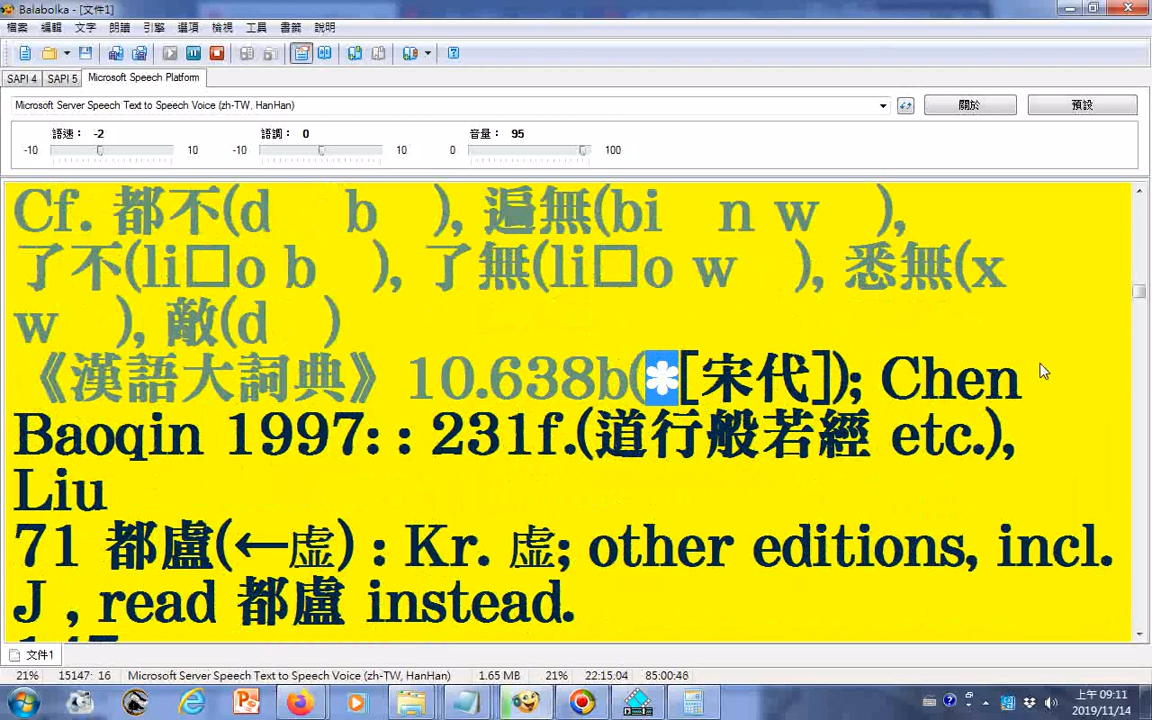 Balabolka - [文件1]
檔案 編輯 文字 朗讀 引擎 選項 檢視 工具 書籤 說明
SAPI 4 SAPI 5 Microsoft Speech Platform
Microsoft Server Speech Text to Speech Voice (zh-TW, HanHan) 關於 預設
語速： -2 語調： 0 音量： 95
-10 10 -10 10 0 100
Cf. 都不(d b ), 遍無(bi n w ),
了不(li□o b ), 了無(li□o w ), 悉無(x
w ), 敵(d )
《漢語大詞典》 10.638b(✽[宋代]); Chen
Baoqin 1997: : 231f.(道行般若經 etc.),
Liu
71 都盧(←虛) : Kr. 虛; other editions, incl.
J , read 都盧 instead.
文件1
21% 15147: 16 Microsoft Server Speech Text to Speech Voice (zh-TW, HanHan) 1.65 MB 21% 22:15:04 85:00:46
上午 09:11
2019/11/14